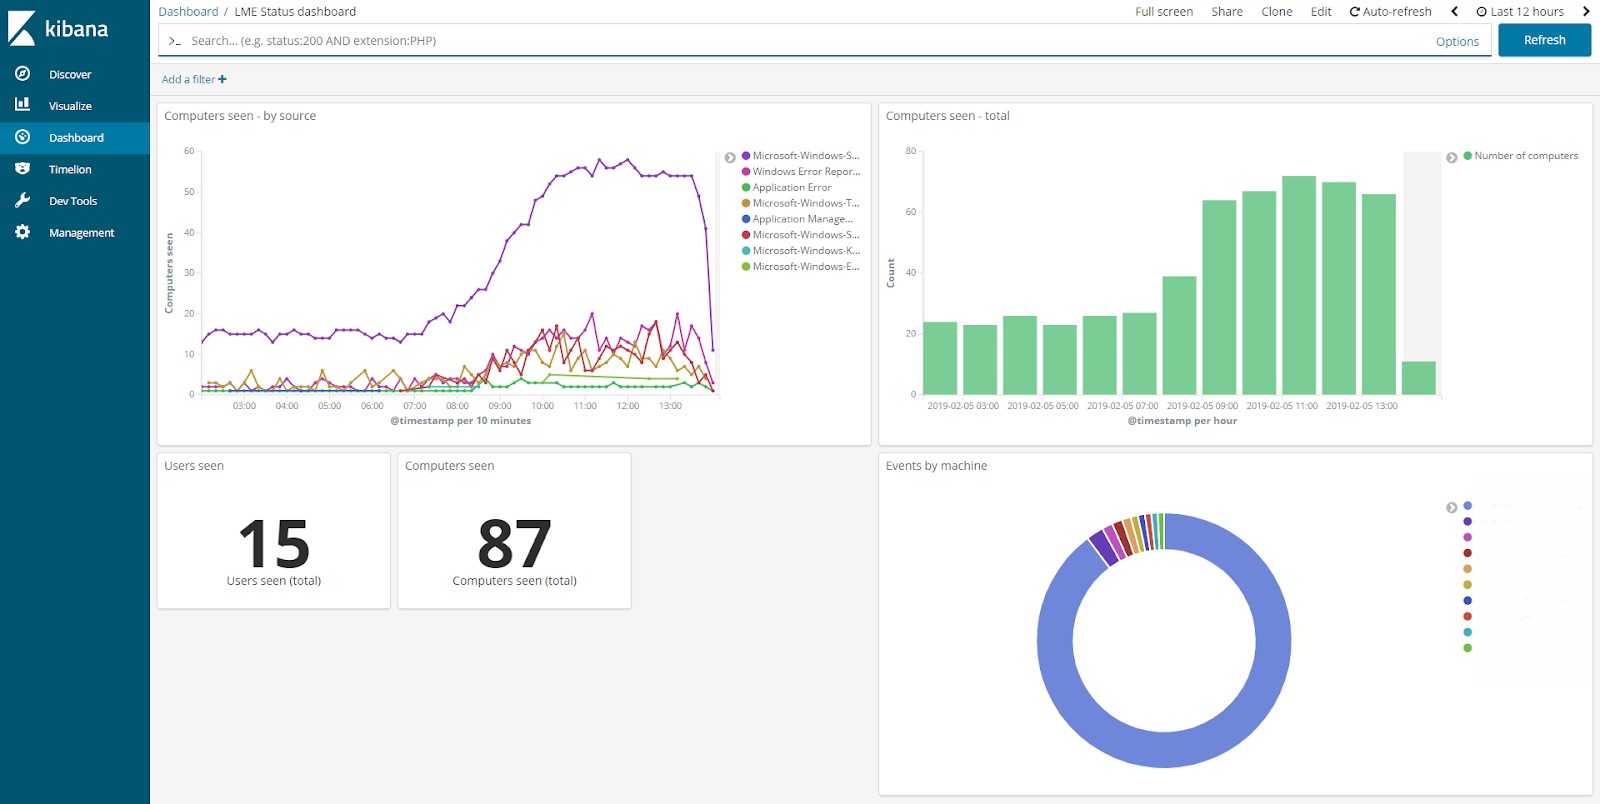 kibana
Discover
Visualize
Dashboard
Timelion
Dev Tools
Management
Dashboard / LME Status dashboard
Full screen Share Clone Edit Auto-refresh Last 12 hours
>_ Search... (e.g. status:200 AND extension:PHP)
Options
Refresh
Add a filter +
Computers seen - by source
Computers seen
60
50
40
30
20
10
0
03:00 04:00 05:00 06:00 07:00 08:00 09:00 10:00 11:00 12:00 13:00
@timestamp per 10 minutes
Microsoft-Windows-S...
Windows Error Repor...
Application Error
Microsoft-Windows-T...
Application Manage...
Microsoft-Windows-S...
Microsoft-Windows-K...
Microsoft-Windows-E...
Computers seen - total
Count
80
60
40
20
0
2019-02-05 03:00 2019-02-05 05:00 2019-02-05 07:00 2019-02-05 09:00 2019-02-05 11:00 2019-02-05 13:00
@timestamp per hour
Number of computers
Users seen
15
Users seen (total)
Computers seen
87
Computers seen (total)
Events by machine